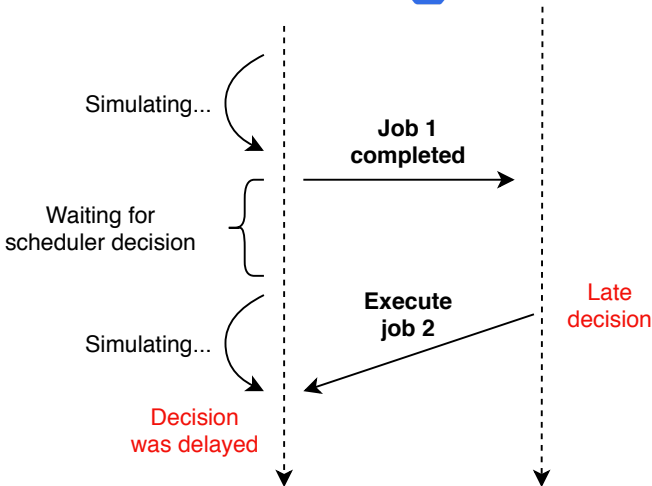 Simulating...
Job 1
completed
Waiting for
scheduler decision
Late
decision
Execute
job 2
Simulating...
Decision
was delayed